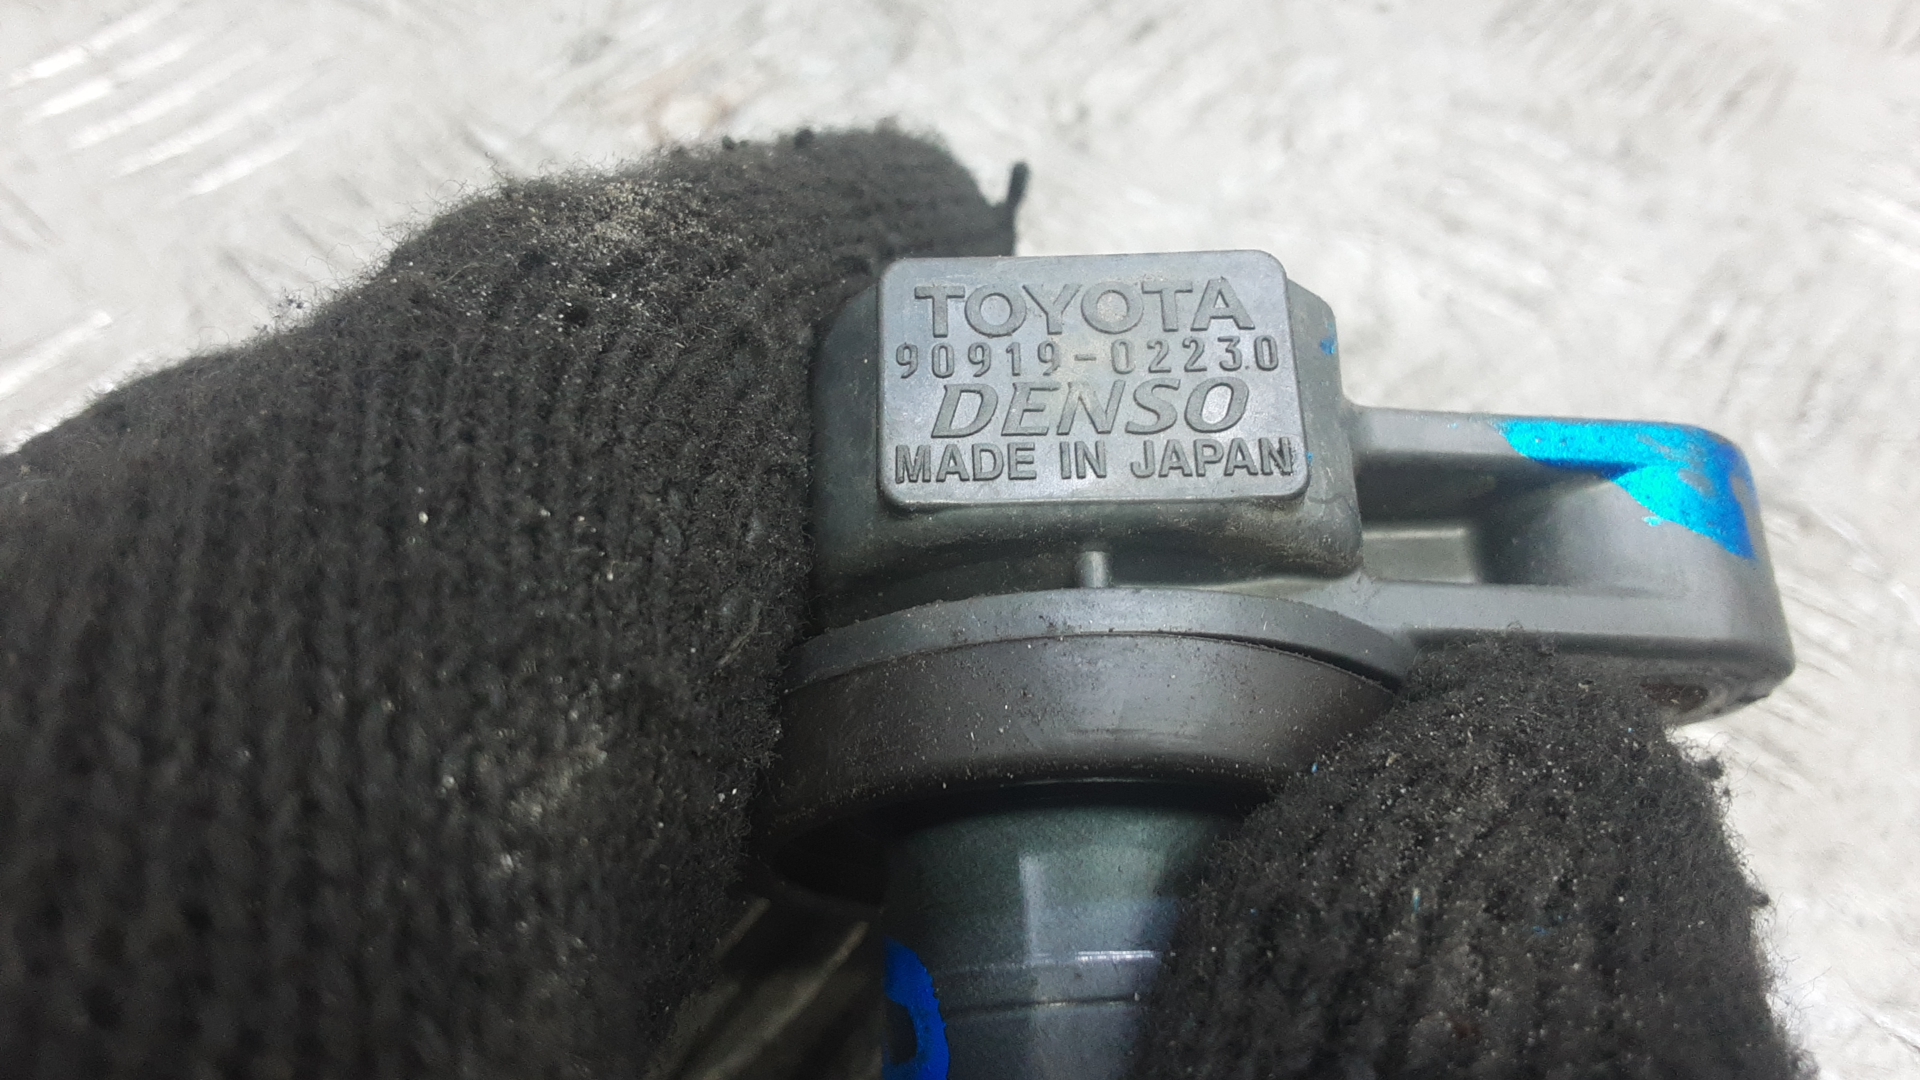 TOYOTA
90919-02230
DENSO
MADE IN JAPAN